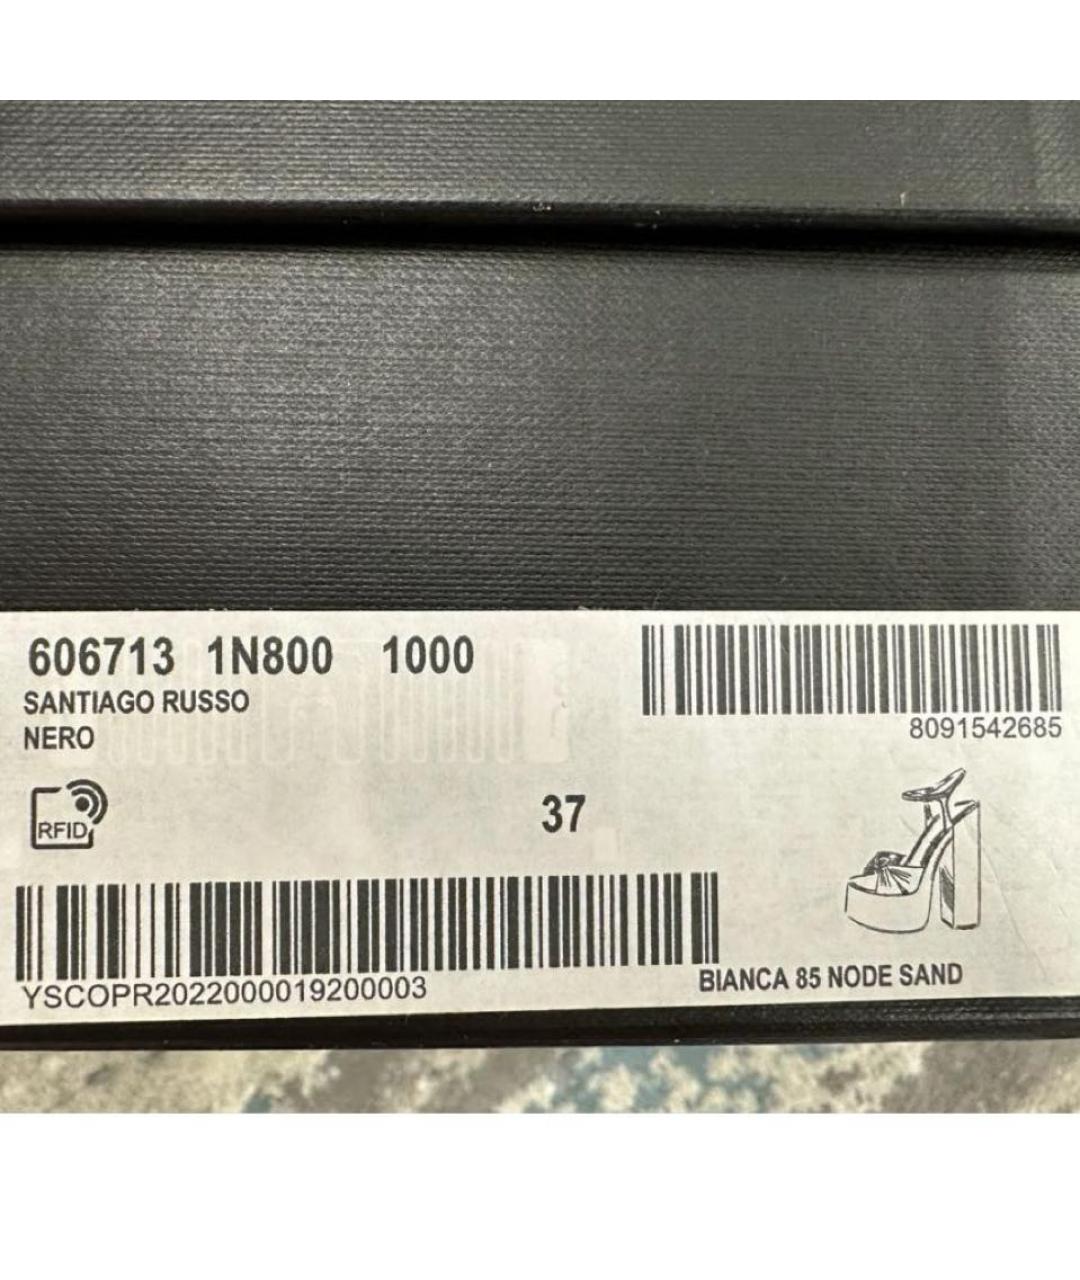 606713 1N800 1000
SANTIAGO RUSSO
NERO
8091542685
RFID
37
YSCOPR2022000019200003
BIANCA 85 NODE SAND